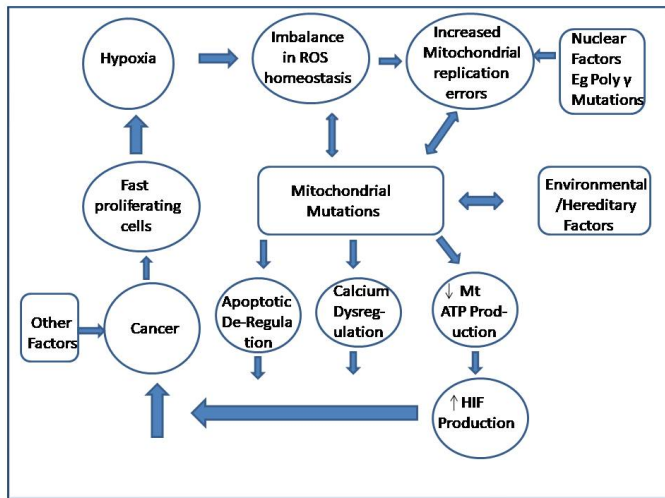 Hypoxia
Imbalance
in ROS
homeostasis
Increased
Mitochondrial
replication
errors
Nuclear
Factors
Eg Poly γ
Mutations
Fast
proliferating
cells
Mitochondrial
Mutations
Environmental
/Hereditary
Factors
Other
Factors
Cancer
Apoptotic
De-Regula
tion
Calcium
Dysreg-
ulation
↓ Mt
ATP Prod-
uction
↑ HIF
Production